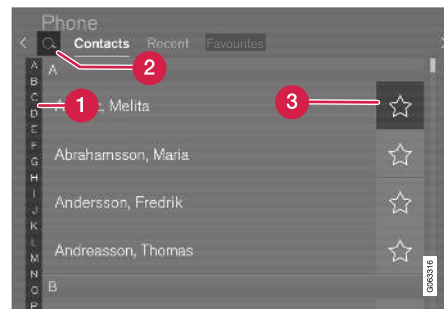 Phone
Contacts Recent Favourites
2
A
A
B
C
D
E
F
G
H
I
J
K
L
M
N
O
P
1
Melita
3
Abrahamsson, Maria
Andersson, Fredrik
Andreasson, Thomas
B
G063316